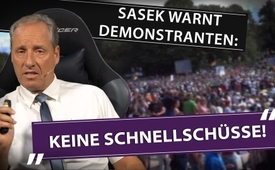 SASEK WARNT
DEMONSTRANTEN:
KEINE SCHNELLSCHÜSSE!